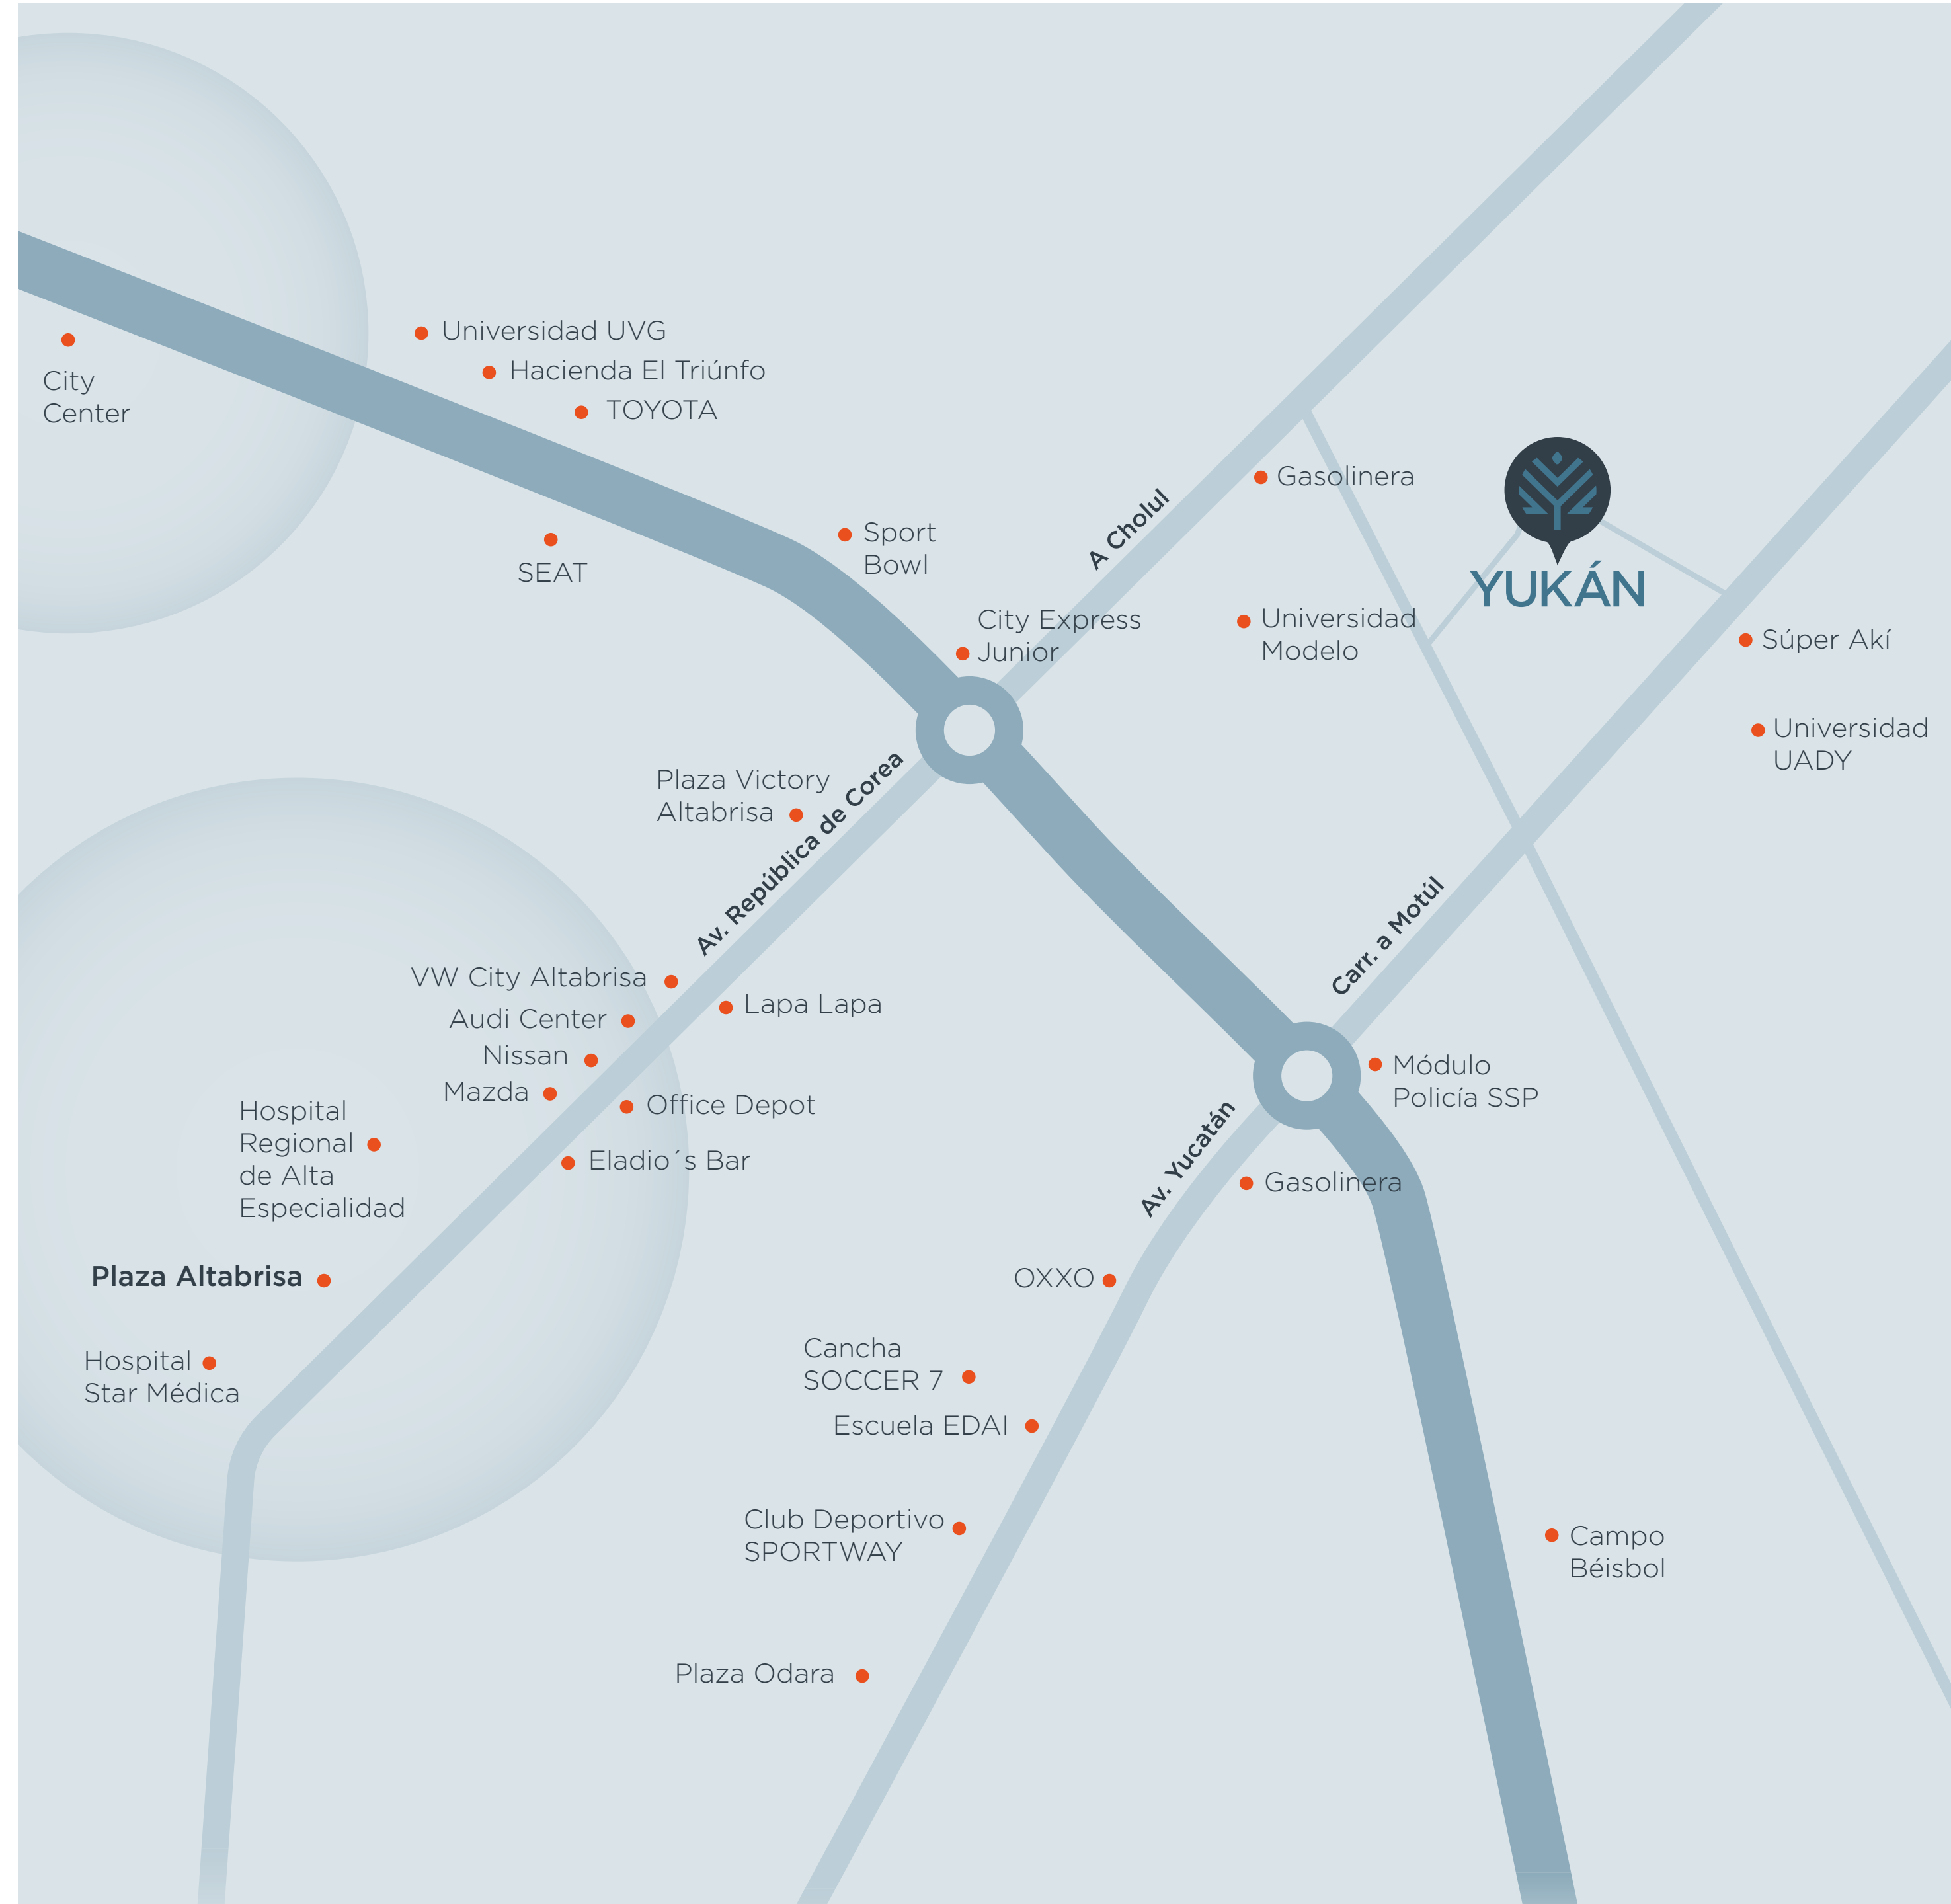 Universidad UVG
Hacienda El Triúnfo
TOYOTA
City
Center
SEAT
Sport
Bowl
A Cholul
Gasolinera
YUKÁN
City Express
Junior
Universidad
Modelo
Súper Akí
Universidad
UADY
Plaza Victory
Altabrisa
Av. República de Corea
Carr. a Motúl
VW City Altabrisa
Lapa Lapa
Audi Center
Nissan
Mazda
Office Depot
Módulo
Policía SSP
Hospital
Regional
de Alta
Especialidad
Eladio´s Bar
Av. Yucatán
Gasolinera
Plaza Altabrisa
OXXO
Hospital
Star Médica
Cancha
SOCCER 7
Escuela EDAI
Club Deportivo
SPORTWAY
Campo
Béisbol
Plaza Odara